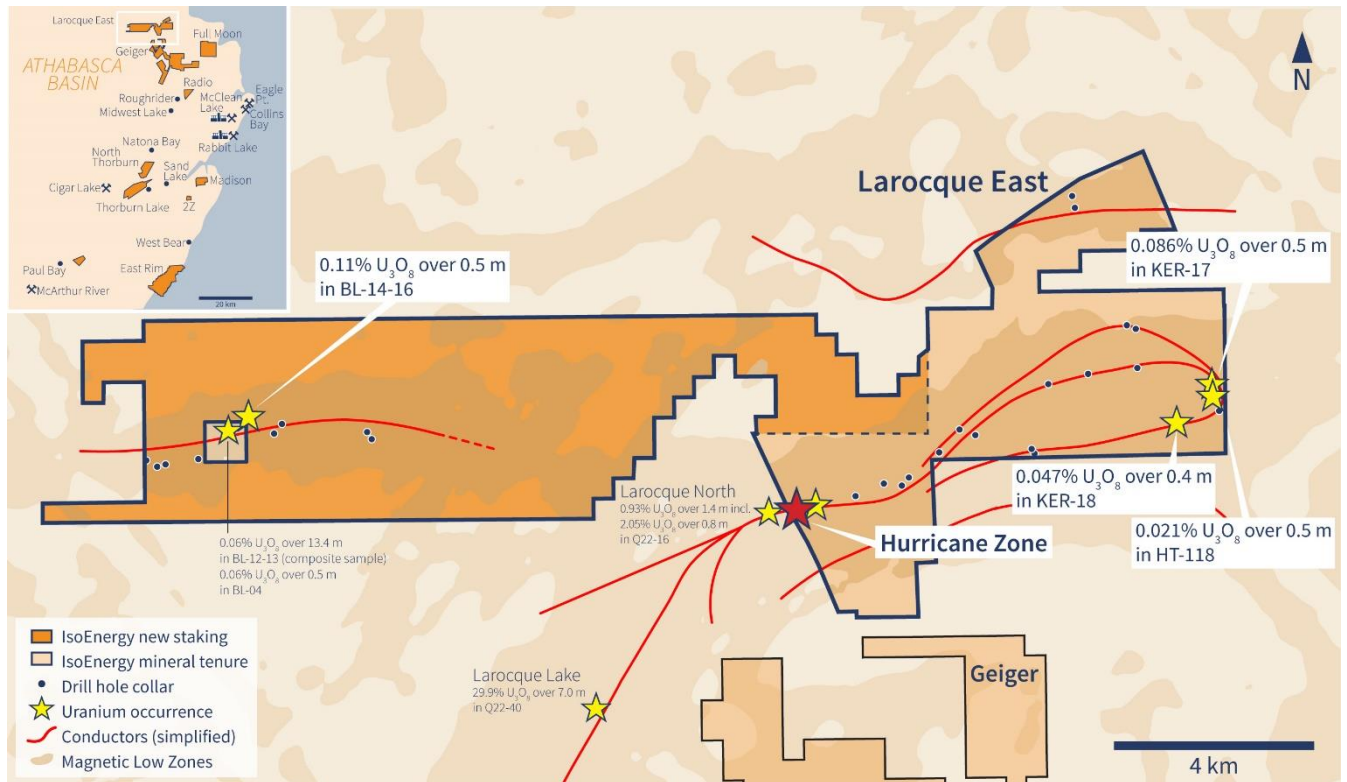 Larocque East
Full Moon
Geiger
ATHABASCA
BASIN
Radio
Roughrider
Midwest Lake
McClean
Lake
Eagle
Pt.
Collins
Bay
Rabbit Lake
Natona Bay
North
Thorburn
Sand
Lake
Cigar Lake
Madison
Thorburn Lake
2Z
West Bear
Paul Bay
East Rim
McArthur River
20 km
N
Larocque East
0.11% U₃O₈ over 0.5 m
in BL-14-16
0.086% U₃O₈ over 0.5 m
in KER-17
Larocque North
0.93% U₃O₈ over 1.4 m incl.
2.05% U₃O₈ over 0.8 m
in Q22-16
0.047% U₃O₈ over 0.4 m
in KER-18
Hurricane Zone
0.021% U₃O₈ over 0.5 m
in HT-118
0.06% U₃O₈ over 13.4 m
in BL-12-13 (composite sample)
0.06% U₃O₈ over 0.5 m
in BL-04
Larocque Lake
29.9% U₃O₈ over 7.0 m
in Q22-40
Geiger
IsoEnergy new staking
IsoEnergy mineral tenure
Drill hole collar
Uranium occurrence
Conductors (simplified)
Magnetic Low Zones
4 km